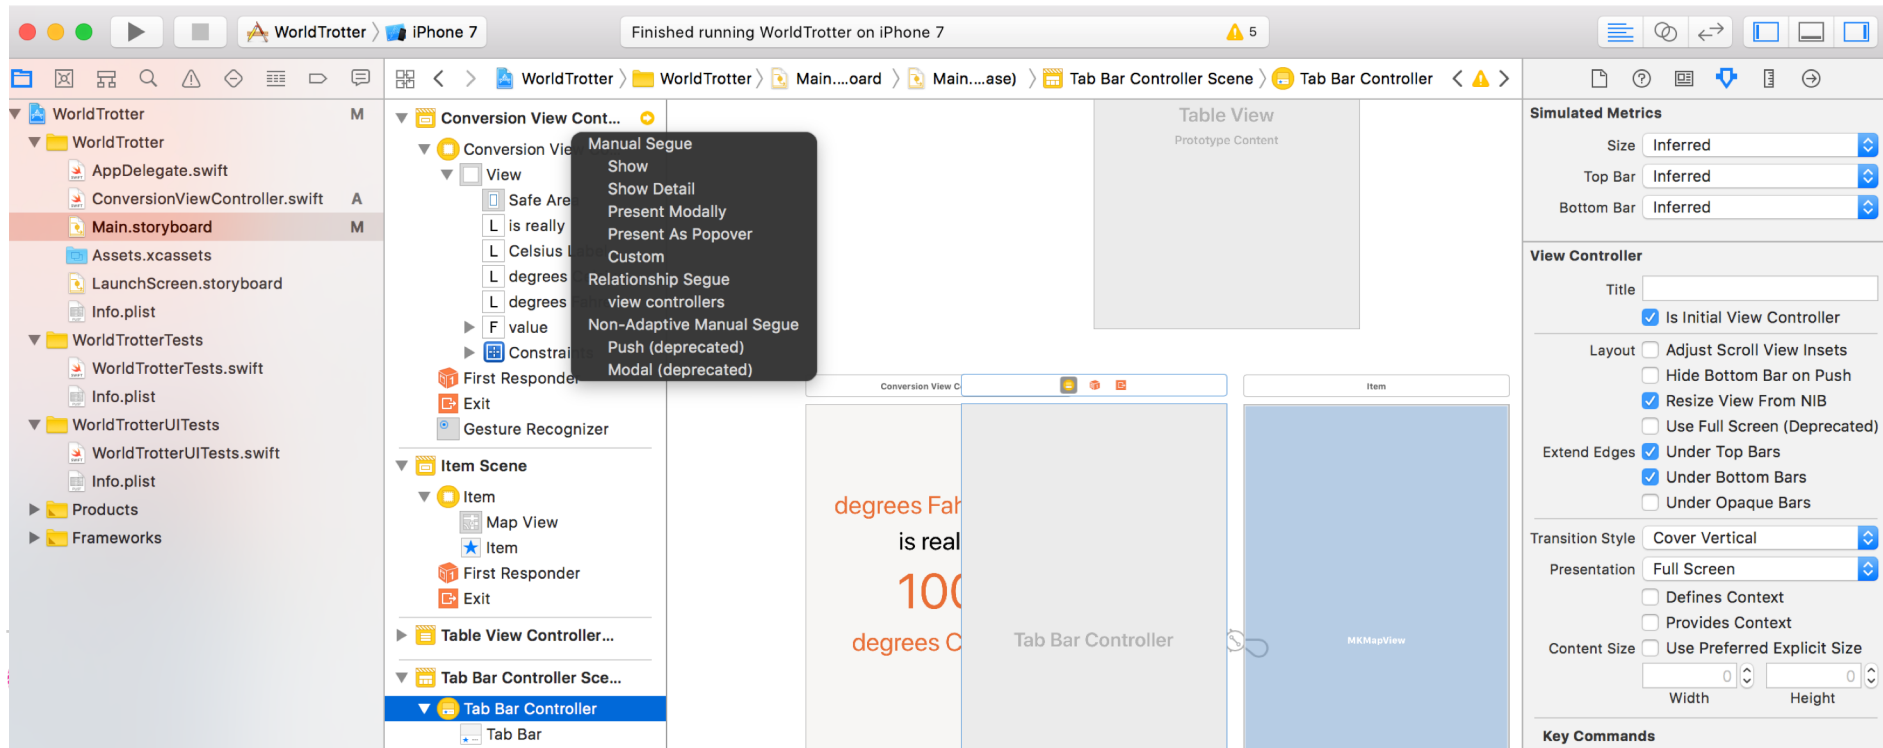 WorldTrotter
iPhone 7
Finished running WorldTrotter on iPhone 7
5
WorldTrotter
WorldTrotter
Main....oard
Main....ase)
Tab Bar Controller Scene
Tab Bar Controller
WorldTrotter
M
WorldTrotter
AppDelegate.swift
ConversionViewController.swift
A
Main.storyboard
M
Assets.xcassets
LaunchScreen.storyboard
Info.plist
WorldTrotterTests
WorldTrotterTests.swift
Info.plist
WorldTrotterUITests
WorldTrotterUITests.swift
Info.plist
Products
Frameworks
Conversion View Cont...
Conversion Vie
View
Safe Are
L is really
L Celsius
L degrees
L degrees
F value
Constrain
First Responder
Exit
Gesture Recognizer
Item Scene
Item
Map View
Item
First Responder
Exit
Table View Controller...
Tab Bar Controller Sce...
Tab Bar Controller
Tab Bar
Manual Segue
Show
Show Detail
Present Modally
Present As Popover
Custom
Relationship Segue
view controllers
Non-Adaptive Manual Segue
Push (deprecated)
Modal (deprecated)
Table View
Prototype Content
Conversion View C
Item
degrees Fah
is real
100
degrees C
Tab Bar Controller
MKMapView
Simulated Metrics
Size Inferred
Top Bar Inferred
Bottom Bar Inferred
View Controller
Title
Is Initial View Controller
Layout Adjust Scroll View Insets
Hide Bottom Bar on Push
Resize View From NIB
Use Full Screen (Deprecated)
Extend Edges Under Top Bars
Under Bottom Bars
Under Opaque Bars
Transition Style Cover Vertical
Presentation Full Screen
Defines Context
Provides Context
Content Size Use Preferred Explicit Size
0 0
Width Height
Key Commands